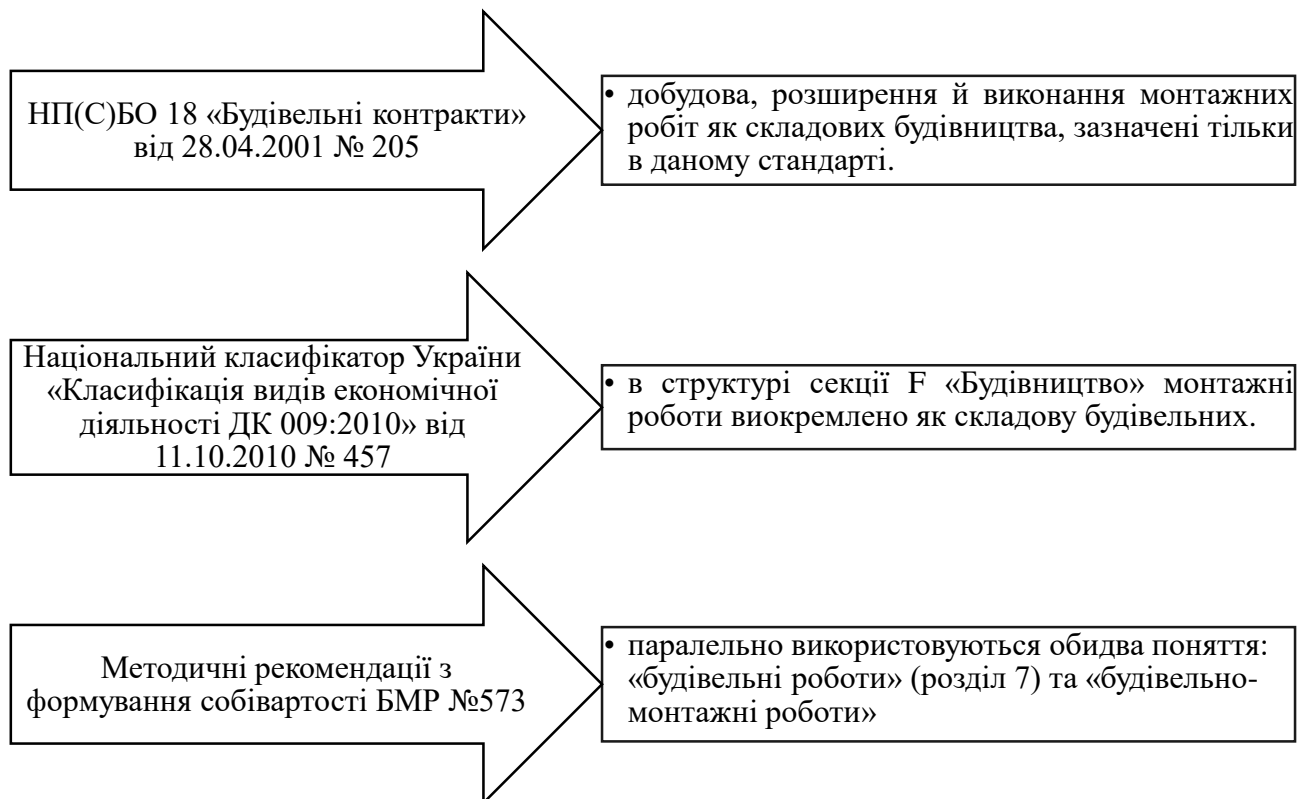 НП(С)БО 18 «Будівельні контракти»
від 28.04.2001 № 205
• добудова, розширення й виконання монтажних
робіт як складових будівництва, зазначені тільки
в даному стандарті.
Національний класифікатор України
«Класифікація видів економічної
діяльності ДК 009:2010» від
11.10.2010 № 457
• в структурі секції F «Будівництво» монтажні
роботи виокремлено як складову будівельних.
Методичні рекомендації з
формування собівартості БМР №573
• паралельно використовуються обидва поняття:
«будівельні роботи» (розділ 7) та «будівельно-
монтажні роботи»